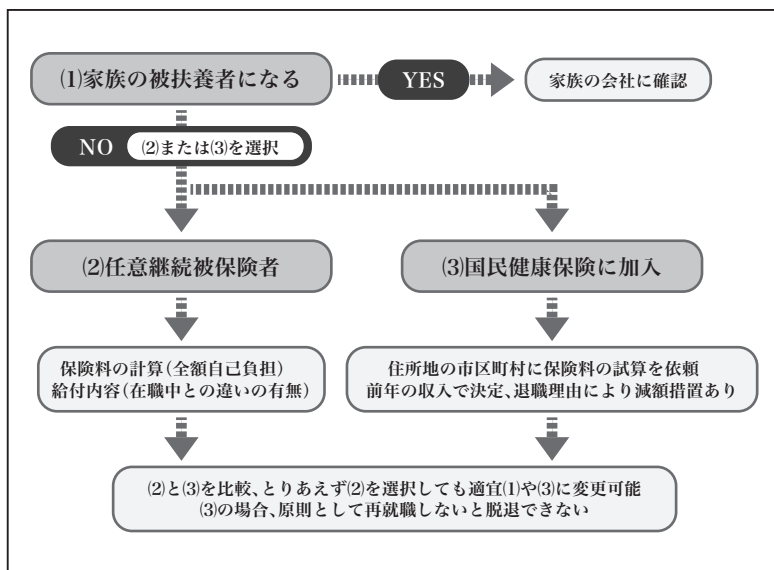 ⑴家族の被扶養者になる
YES
家族の会社に確認
NO ⑵または⑶を選択
⑵任意継続被保険者
⑶国民健康保険に加入
保険料の計算(全額自己負担)
給付内容(在職中との違いの有無)
住所地の市区町村に保険料の試算を依頼
前年の収入で決定、退職理由により減額措置あり
⑵と⑶を比較、とりあえず⑵を選択しても適宜⑴や⑶に変更可能
⑶の場合、原則として再就職しないと脱退できない